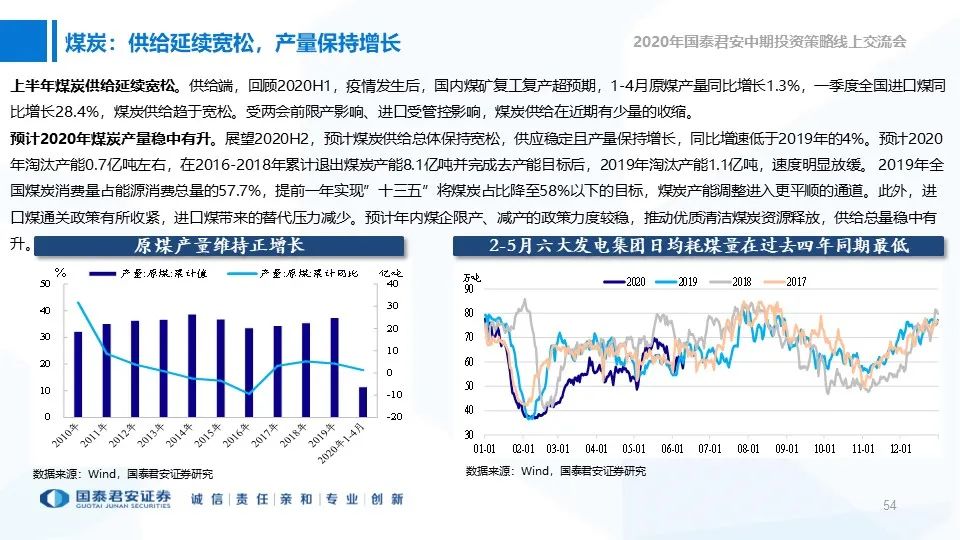 煤炭：供给延续宽松，产量保持增长
2020年国泰君安中期投资策略线上交流会
上半年煤炭供给延续宽松。供给端，回顾2020H1，疫情发生后，国内煤矿复工复产超预期，1-4月原煤产量同比增长1.3%，一季度全国进口煤同
比增长28.4%，煤炭供给趋于宽松。受两会前限产影响、进口受管控影响，煤炭供给在近期有少量的收缩。
预计2020年煤炭产量稳中有升。展望2020H2，预计煤炭供给总体保持宽松，供应稳定且产量保持增长，同比增速低于2019年的4%。预计2020
年淘汰产能0.7亿吨左右，在2016-2018年累计退出煤炭产能8.1亿吨并完成去产能目标后，2019年淘汰产能1.1亿吨，速度明显放缓。 2019年全
国煤炭消费量占能源消费总量的57.7%，提前一年实现”十三五”将煤炭占比降至58%以下的目标，煤炭产能调整进入更平顺的通道。此外，进
口煤通关政策有所收紧，进口煤带来的替代压力减少。预计年内煤企限产、减产的政策力度较稳，推动优质清洁煤炭资源释放，供给总量稳中有
升。
原煤产量维持正增长
% 产量:原煤:累计值 产量:原煤:累计同比 亿吨
50 40
40 30
30 20
20 10
10 0
0 -10
-20
2010年 2011年 2012年 2013年 2014年 2015年 2016年 2017年 2018年 2019年 2020年1-4月
数据来源：Wind，国泰君安证券研究
2-5月六大发电集团日均耗煤量在过去四年同期最低
万吨
2020 2019 2018 2017
90
80
70
60
50
40
30
01-01 02-01 03-01 04-01 05-01 06-01 07-01 08-01 09-01 10-01 11-01 12-01
数据来源：Wind，国泰君安证券研究
国泰君安证券
GUOTAI JUNAN SECURITIES
诚信|责任|亲和|专业|创新
54